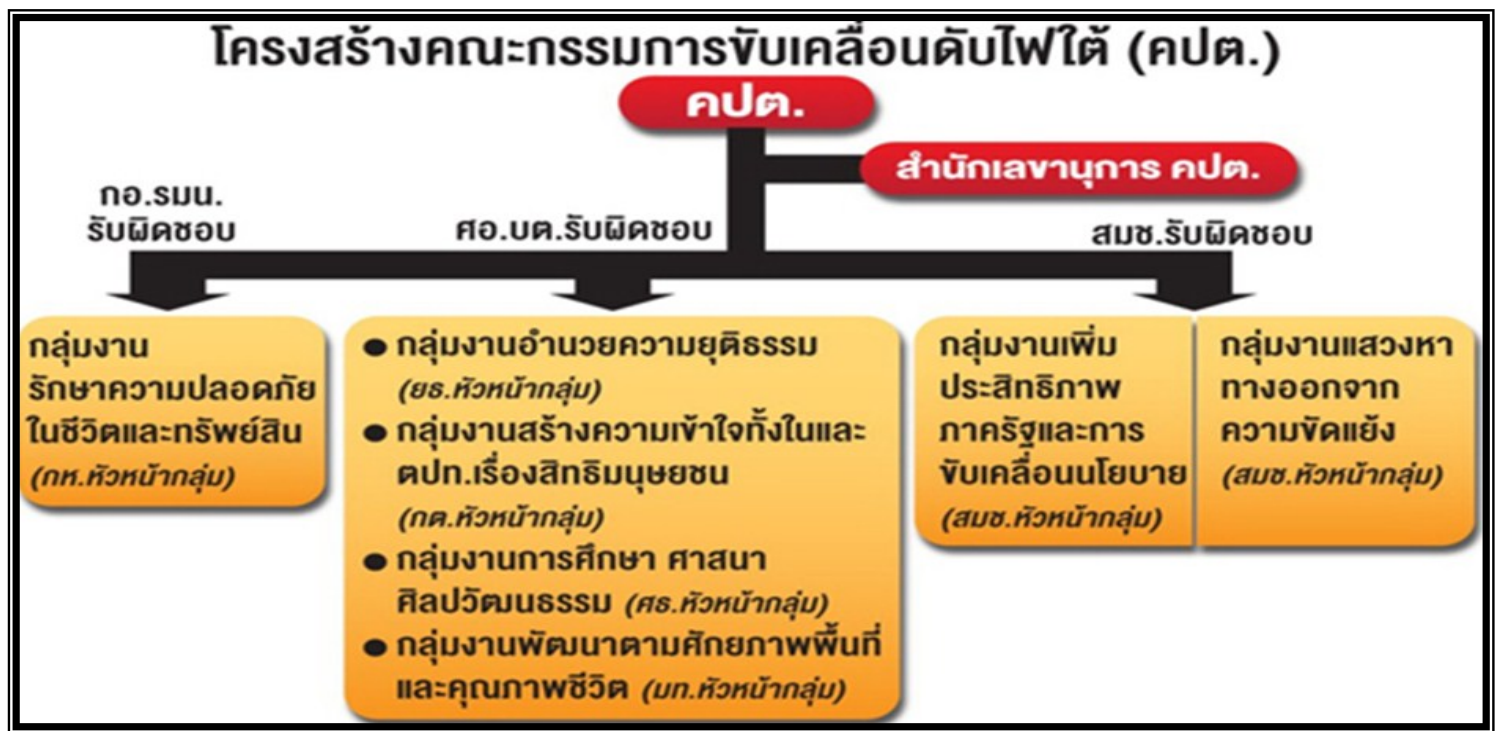 โครงสร้างคณะกรรมการขับเคลื่อนดับไฟใต้ (คปต.)
คปต.
สำนักเลขานุการ คปต.
กอ.รมน.
รับผิดชอบ
ศอ.บต.รับผิดชอบ
สมช.รับผิดชอบ
กลุ่มงาน
รักษาความปลอดภัย
ในชีวิตและทรัพย์สิน
(กห.หัวหน้ากลุ่ม)
● กลุ่มงานอำนวยความยุติธรรม
(ยธ.หัวหน้ากลุ่ม)
● กลุ่มงานสร้างความเข้าใจทั้งในและ
ตปท.เรื่องสิทธิมนุษยชน
(กต.หัวหน้ากลุ่ม)
● กลุ่มงานการศึกษา ศาสนา
ศิลปวัฒนธรรม (ศธ.หัวหน้ากลุ่ม)
● กลุ่มงานพัฒนาตามศักยภาพพื้นที่
และคุณภาพชีวิต (มท.หัวหน้ากลุ่ม)
กลุ่มงานเพิ่ม
ประสิทธิภาพ
ภาครัฐและการ
ขับเคลื่อนนโยบาย
(สมช.หัวหน้ากลุ่ม)
กลุ่มงานแสวงหา
ทางออกจาก
ความขัดแย้ง
(สมช.หัวหน้ากลุ่ม)